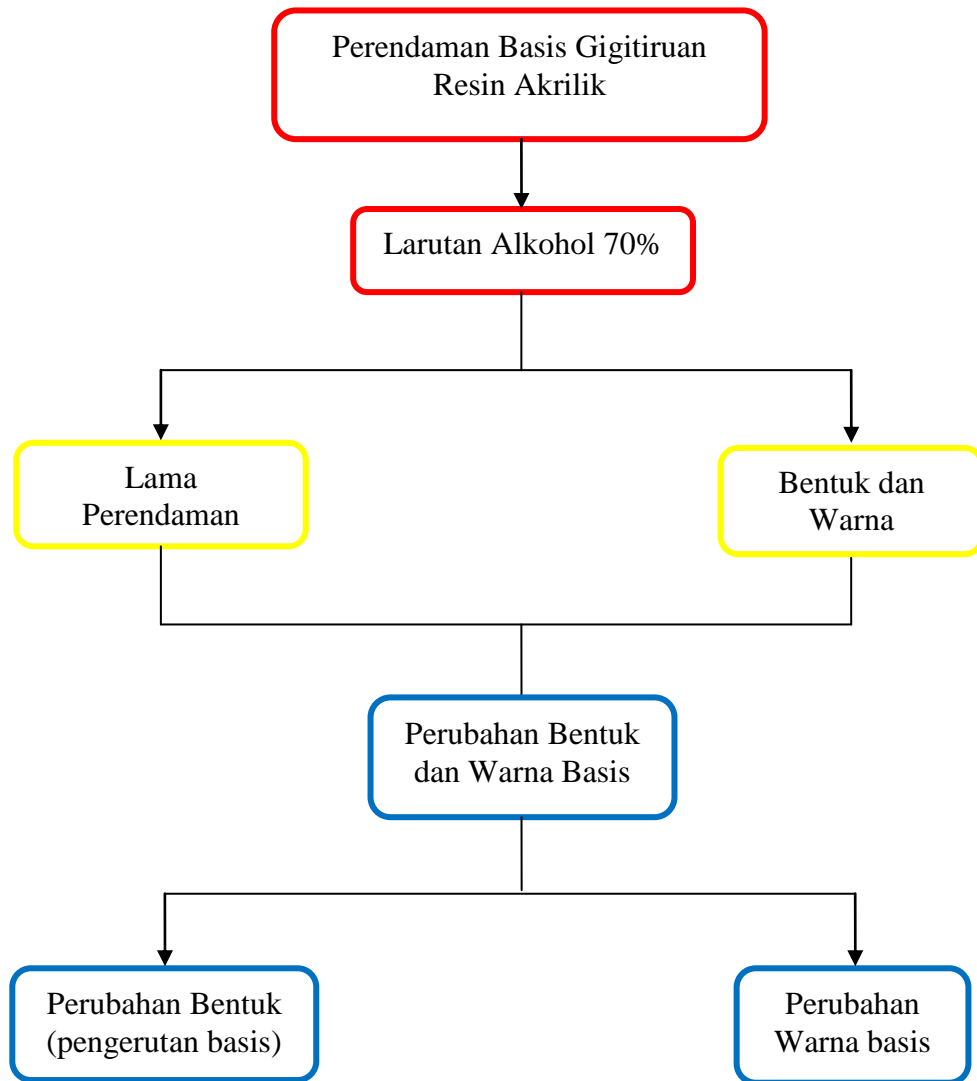 Perendaman Basis Gigitiruan
Resin Akrilik
Larutan Alkohol 70%
Lama
Perendaman
Bentuk dan
Warna
Perubahan Bentuk
dan Warna Basis
Perubahan Bentuk
(pengerutan basis)
Perubahan
Warna basis